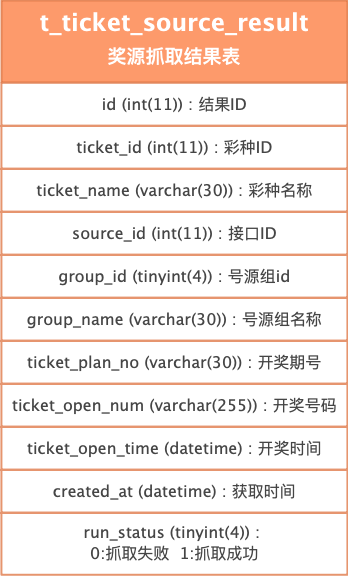 t_ticket_source_result
奖源抓取结果表
id (int(11)) : 结果ID
ticket_id (int(11)) : 彩种ID
ticket_name (varchar(30)) : 彩种名称
source_id (int(11)) : 接口ID
group_id (tinyint(4)) : 号源组id
group_name (varchar(30)) : 号源组名称
ticket_plan_no (varchar(30)) : 开奖期号
ticket_open_num (varchar(255)) : 开奖号码
ticket_open_time (datetime) : 开奖时间
created_at (datetime) : 获取时间
run_status (tinyint(4)) :
0:抓取失败 1:抓取成功